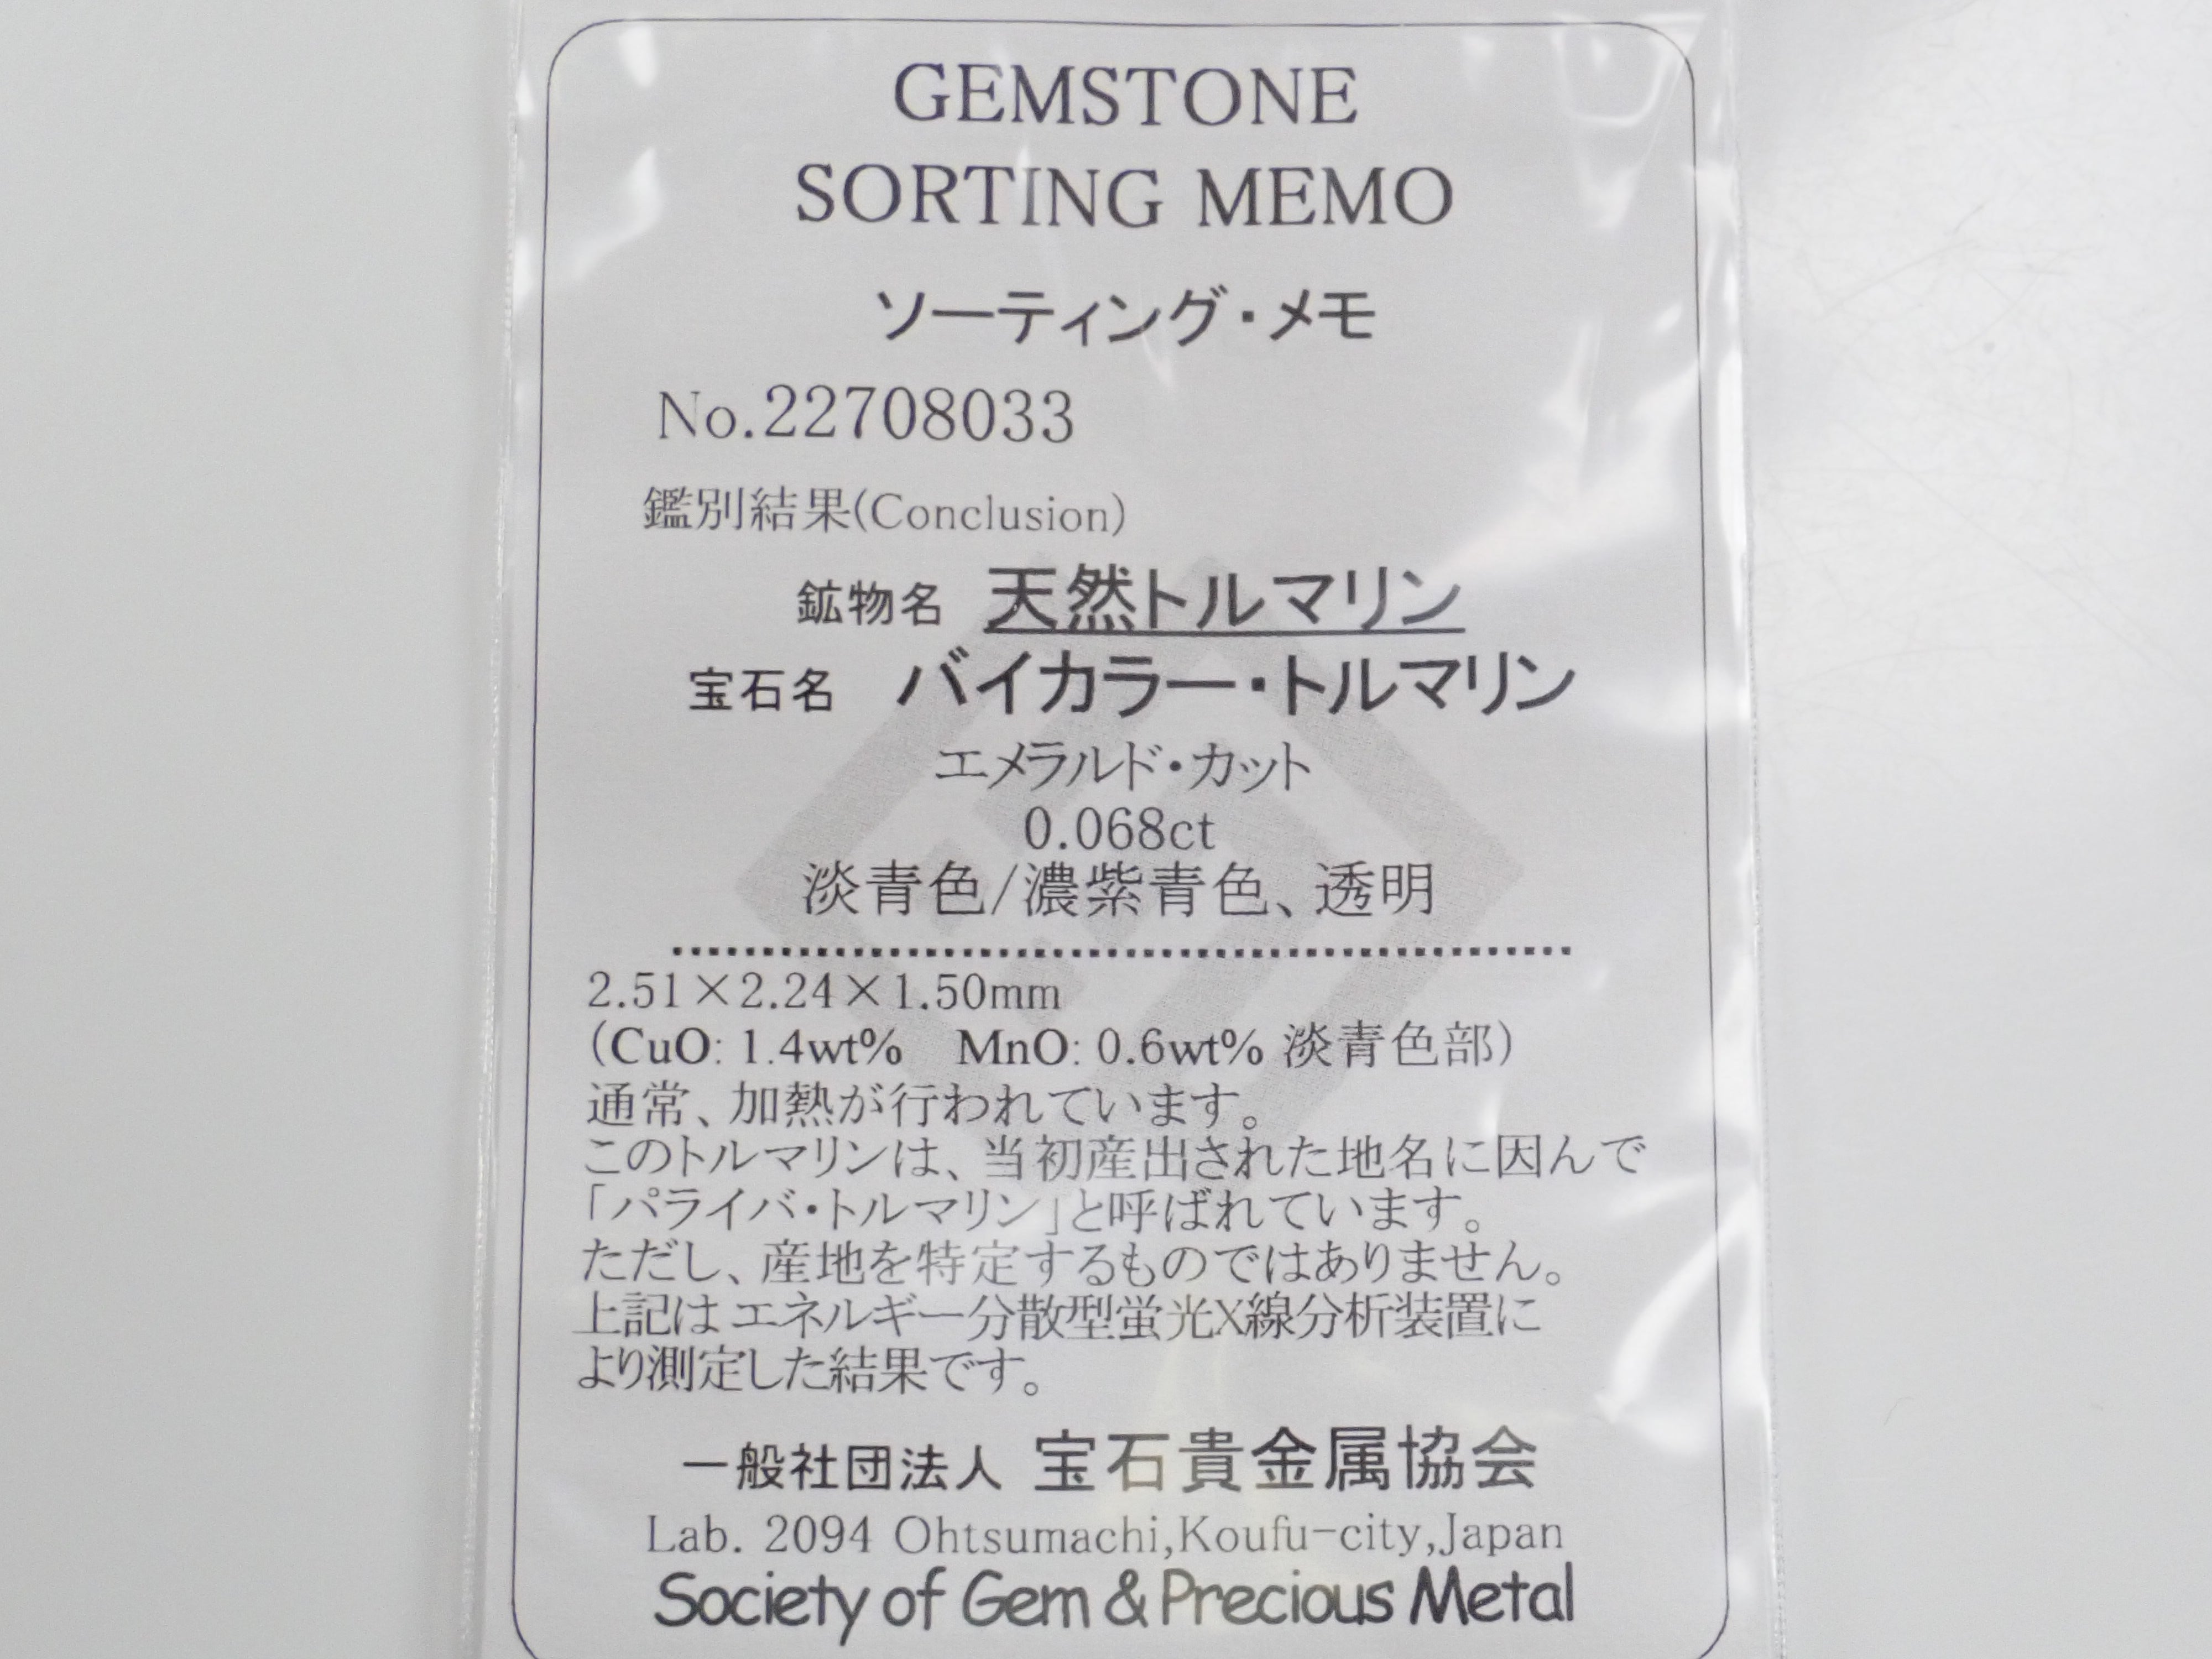 GEMSTONE
SORTING MEMO
ソーティング・メモ
No.22708033
鑑別結果(Conclusion)
鉱物名 天然トルマリン
宝石名 バイカラー・トルマリン
エメラルド・カット
0.068ct
淡青色/濃紫青色、透明
2.51×2.24×1.50mm
(CuO: 1.4wt% MnO: 0.6wt% 淡青色部)
通常、加熱が行われています。
このトルマリンは、当初産出された地名に因んで
「パライバ・トルマリン」と呼ばれています。
ただし、産地を特定するものではありません。
上記はエネルギー分散型蛍光X線分析装置に
より測定した結果です。
一般社団法人 宝石貴金属協会
Lab. 2094 Ohtsumachi,Koufu-city,Japan
Society of Gem & Precious Metal